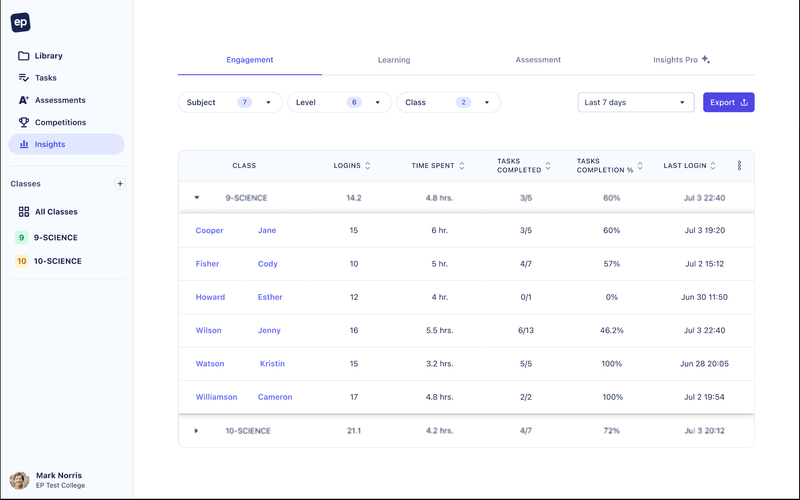 ep
Library
Tasks
Assessments
Competitions
Insights
Classes +
All Classes
9 9-SCIENCE
10 10-SCIENCE
Mark Norris
EP Test College
Engagement Learning Assessment Insights Pro
Subject 7 Level 6 Class 2 Last 7 days Export
CLASS LOGINS TIME SPENT TASKS COMPLETED TASKS COMPLETION % LAST LOGIN
9-SCIENCE 14.2 4.8 hrs. 3/5 60% Jul 3 22:40
Cooper Jane 15 6 hr. 3/5 60% Jul 3 19:20
Fisher Cody 10 5 hr. 4/7 57% Jul 2 15:12
Howard Esther 12 4 hr. 0/1 0% Jun 30 11:50
Wilson Jenny 16 5.5 hrs. 6/13 46.2% Jul 3 22:40
Watson Kristin 15 3.2 hrs. 5/5 100% Jun 28 20:05
Williamson Cameron 17 4.8 hrs. 2/2 100% Jul 2 19:54
10-SCIENCE 21.1 4.2 hrs. 4/7 72% Jul 3 20:12